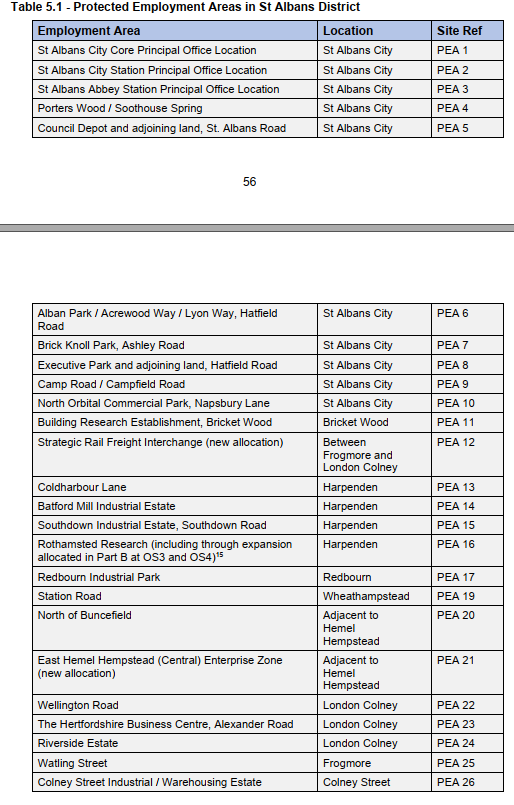 Table 5.1 - Protected Employment Areas in St Albans District
Employment Area Location Site Ref
St Albans City Core Principal Office Location St Albans City PEA 1
St Albans City Station Principal Office Location St Albans City PEA 2
St Albans Abbey Station Principal Office Location St Albans City PEA 3
Porters Wood / Soothouse Spring St Albans City PEA 4
Council Depot and adjoining land, St. Albans Road St Albans City PEA 5
56
Alban Park / Acrewood Way / Lyon Way, Hatfield St Albans City PEA 6
Road
Brick Knoll Park, Ashley Road St Albans City PEA 7
Executive Park and adjoining land, Hatfield Road St Albans City PEA 8
Camp Road / Campfield Road St Albans City PEA 9
North Orbital Commercial Park, Napsbury Lane St Albans City PEA 10
Building Research Establishment, Bricket Wood Bricket Wood PEA 11
Strategic Rail Freight Interchange (new allocation) Between PEA 12
Frogmore and
London Colney
Coldharbour Lane Harpenden PEA 13
Batford Mill Industrial Estate Harpenden PEA 14
Southdown Industrial Estate, Southdown Road Harpenden PEA 15
Rothamsted Research (including through expansion Harpenden PEA 16
allocated in Part B at OS3 and OS4)¹⁵
Redbourn Industrial Park Redbourn PEA 17
Station Road Wheathampstead PEA 19
North of Buncefield Adjacent to PEA 20
Hemel
Hempstead
East Hemel Hempstead (Central) Enterprise Zone Adjacent to PEA 21
(new allocation) Hemel
Hempstead
Wellington Road London Colney PEA 22
The Hertfordshire Business Centre, Alexander Road London Colney PEA 23
Riverside Estate London Colney PEA 24
Watling Street Frogmore PEA 25
Colney Street Industrial / Warehousing Estate Colney Street PEA 26